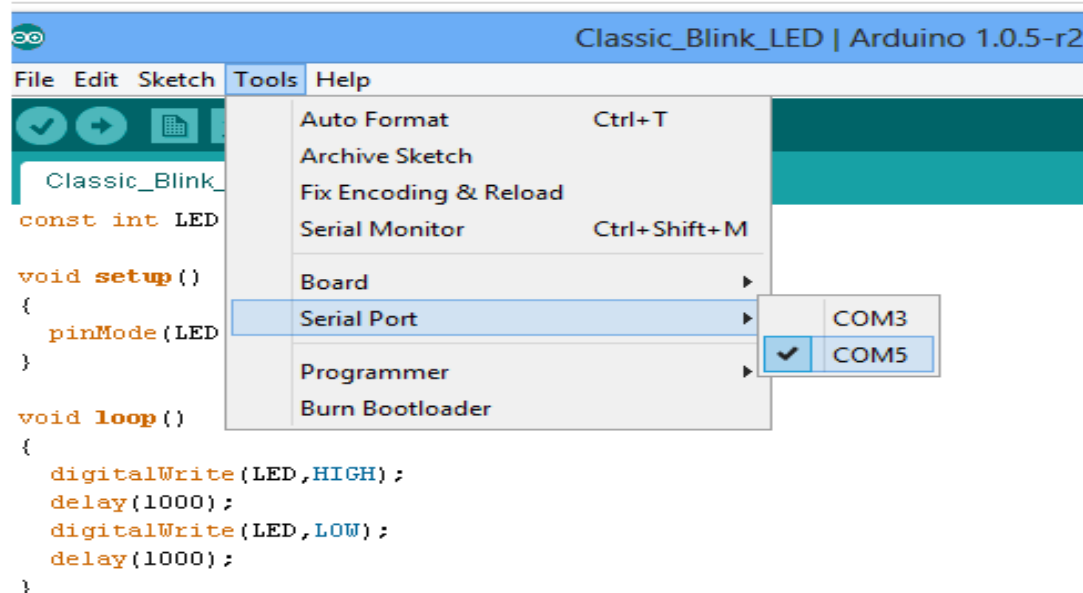 Classic_Blink_LED | Arduino 1.0.5-r2
File Edit Sketch Tools Help
Auto Format Ctrl+T
Archive Sketch
Fix Encoding & Reload
Serial Monitor Ctrl+Shift+M
Board
Serial Port
COM3
COM5
Programmer
Burn Bootloader
Classic_Blink_
const int LED
void setup()
{
pinMode(LED
}
void loop()
{
digitalWrite(LED,HIGH);
delay(1000);
digitalWrite(LED,LOW);
delay(1000);
}